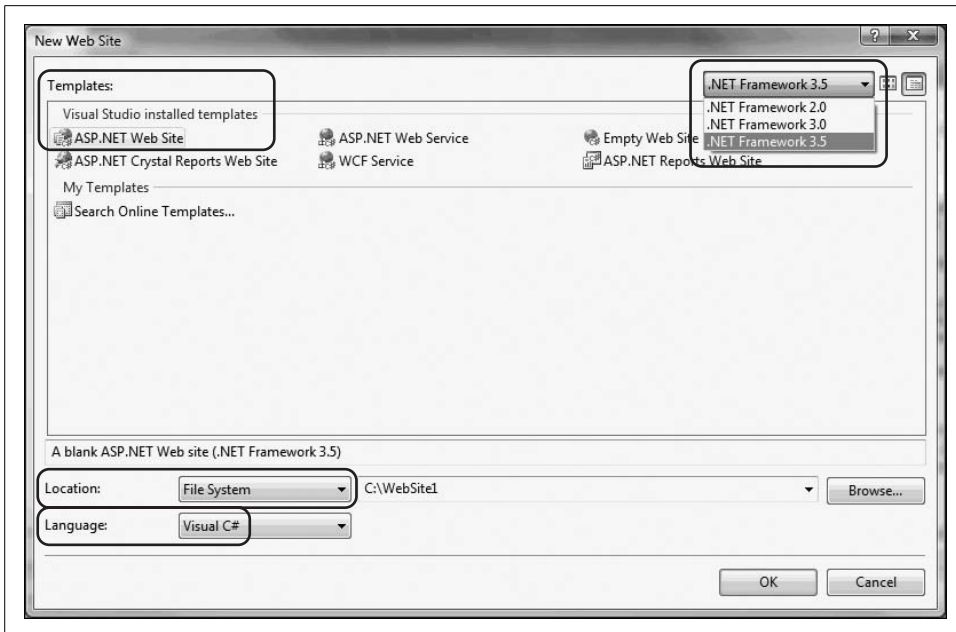 New Web Site
? X
Templates:
.NET Framework 3.5
.NET Framework 2.0
.NET Framework 3.0
.NET Framework 3.5
Visual Studio installed templates
ASP.NET Web Site
ASP.NET Web Service
Empty Web Site
ASP.NET Crystal Reports Web Site
WCF Service
ASP.NET Reports Web Site
My Templates
Search Online Templates...
A blank ASP.NET Web site (.NET Framework 3.5)
Location:
File System
C:\WebSite1
Browse...
Language:
Visual C#
OK
Cancel